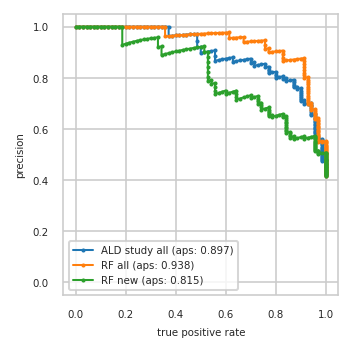 1.0
0.8
0.6
0.4
0.2
0.0
precision
ALD study all (aps: 0.897)
RF all (aps: 0.938)
RF new (aps: 0.815)
0.0 0.2 0.4 0.6 0.8 1.0
true positive rate